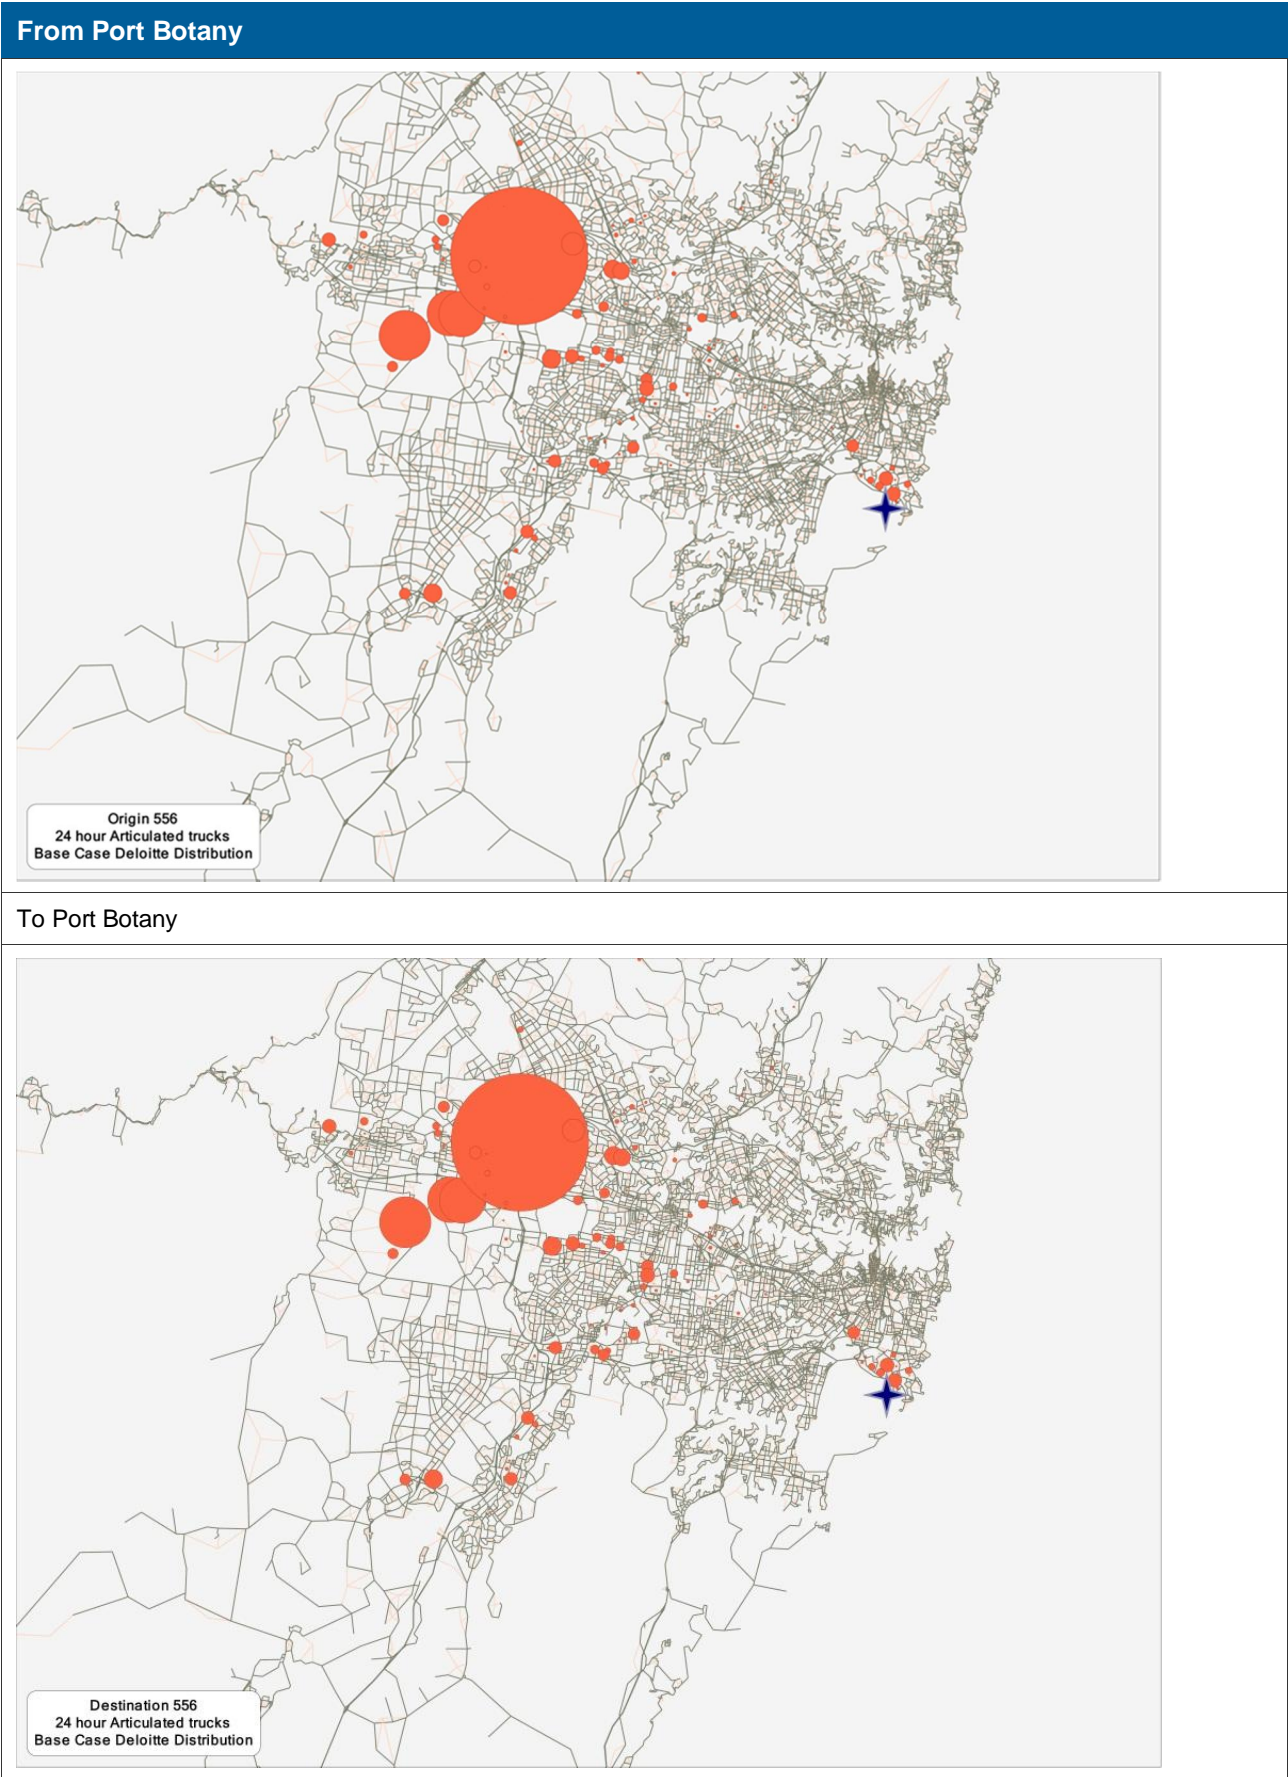 From Port Botany
Origin 556
24 hour Articulated trucks
Base Case Deloitte Distribution
To Port Botany
Destination 556
24 hour Articulated trucks
Base Case Deloitte Distribution